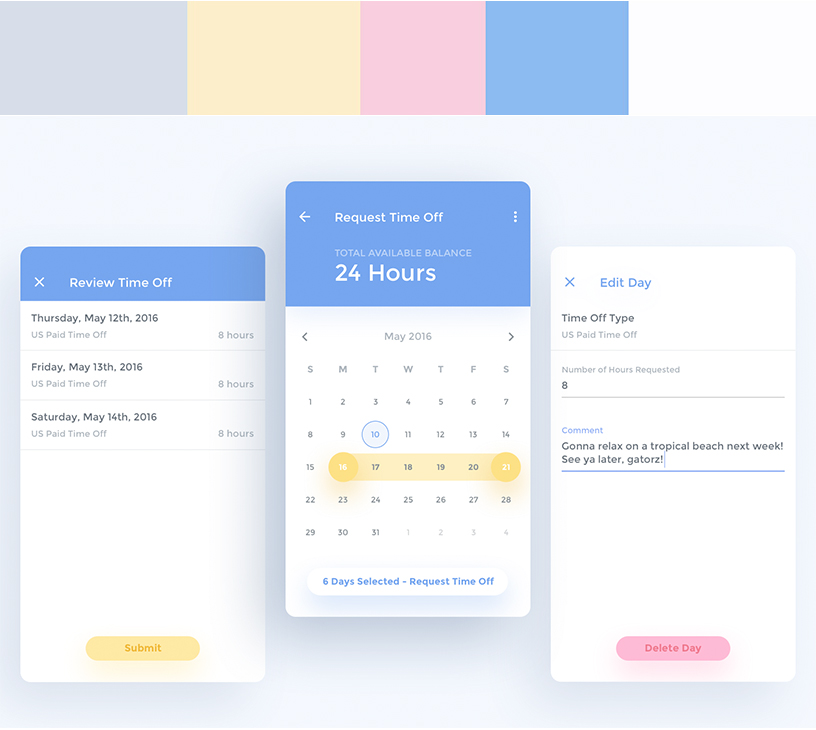 Review Time Off
Thursday, May 12th, 2016
US Paid Time Off 8 hours
Friday, May 13th, 2016
US Paid Time Off 8 hours
Saturday, May 14th, 2016
US Paid Time Off 8 hours
Submit
Request Time Off
TOTAL AVAILABLE BALANCE
24 Hours
May 2016
S M T W T F S
1 2 3 4 5 6 7
8 9 10 11 12 13 14
15 16 17 18 19 20 21
22 23 24 25 26 27 28
29 30 31 1 2 3 4
6 Days Selected - Request Time Off
Edit Day
Time Off Type
US Paid Time Off
Number of Hours Requested
8
Comment
Gonna relax on a tropical beach next week!
See ya later, gatorz!
Delete Day